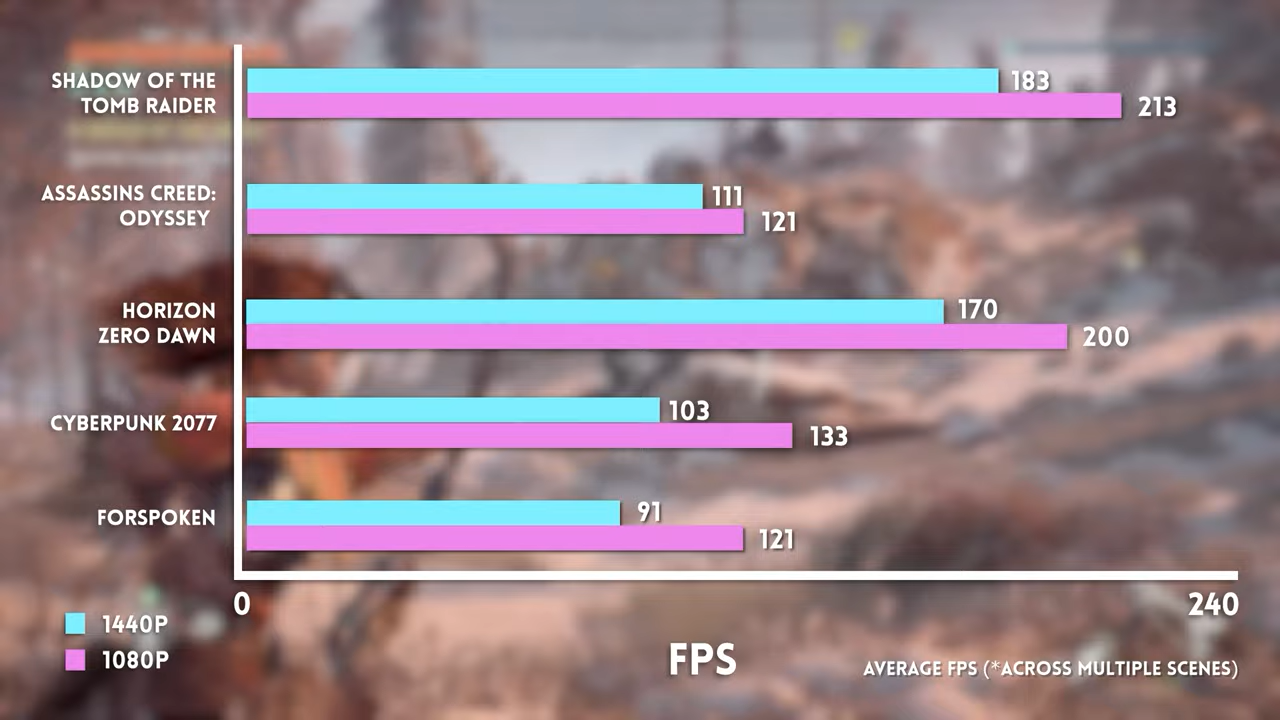 SHADOW OF THE
TOMB RAIDER
183
213
ASSASSINS CREED:
ODYSSEY
111
121
HORIZON
ZERO DAWN
170
200
CYBERPUNK 2077
103
133
FORSPOKEN
91
121
0
240
1440P
1080P
FPS
AVERAGE FPS (*ACROSS MULTIPLE SCENES)